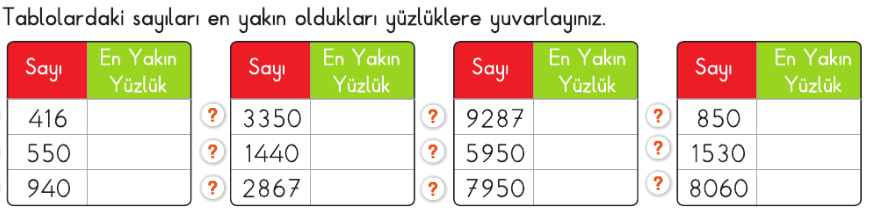 Tablolardaki sayıları en yakın oldukları yüzlüklere yuvarlayınız.
Sayı En Yakın Yüzlük Sayı En Yakın Yüzlük Sayı En Yakın Yüzlük Sayı En Yakın Yüzlük
416 ? 3350 ? 9287 ? 850
550 ? 1440 ? 5950 ? 1530
940 ? 2867 ? 7950 ? 8060